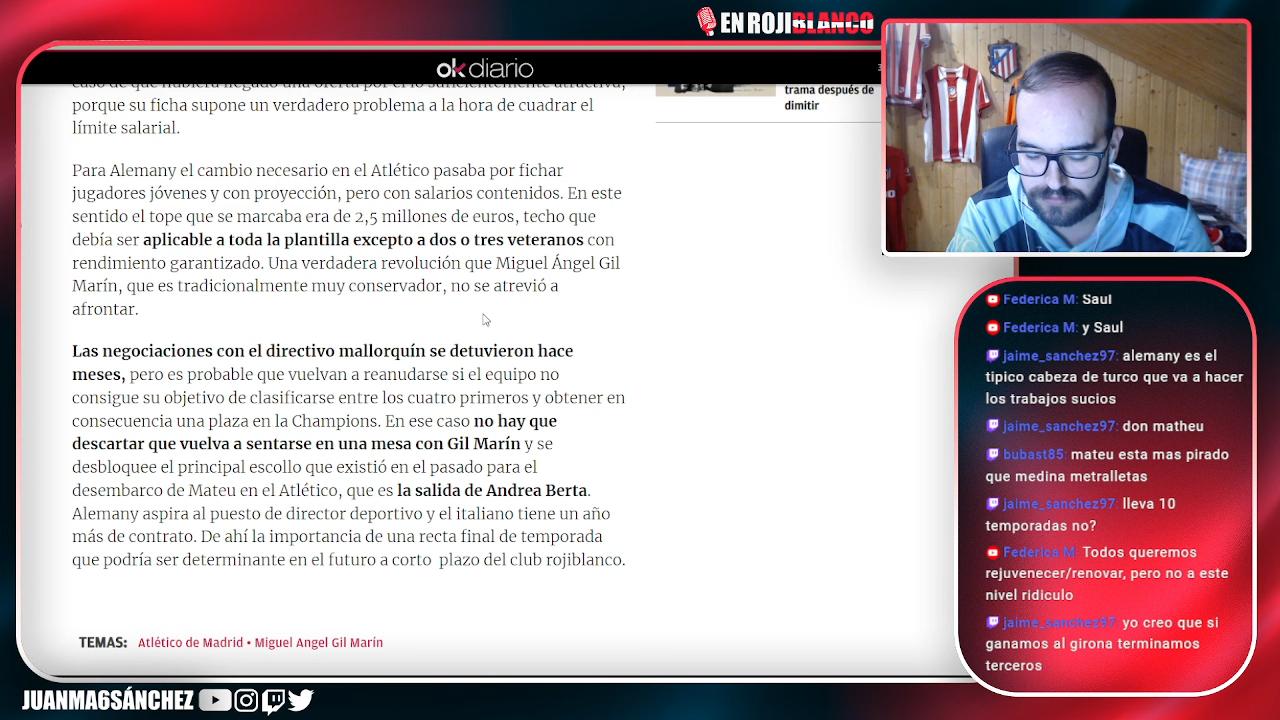 EN ROJIBLANCO
okdiario
caso de que hubiera llegado una oferta por él lo suficientemente atractiva,
porque su ficha supone un verdadero problema a la hora de cuadrar el
límite salarial.
trama después de
dimitir
Para Alemany el cambio necesario en el Atlético pasaba por fichar
jugadores jóvenes y con proyección, pero con salarios contenidos. En este
sentido el tope que se marcaba era de 2,5 millones de euros, techo que
debía ser aplicable a toda la plantilla excepto a dos o tres veteranos con
rendimiento garantizado. Una verdadera revolución que Miguel Ángel Gil
Marín, que es tradicionalmente muy conservador, no se atrevió a
afrontar.
Las negociaciones con el directivo mallorquín se detuvieron hace
meses, pero es probable que vuelvan a reanudarse si el equipo no
consigue su objetivo de clasificarse entre los cuatro primeros y obtener en
consecuencia una plaza en la Champions. En ese caso no hay que
descartar que vuelva a sentarse en una mesa con Gil Marín y se
desbloquee el principal escollo que existió en el pasado para el
desembarco de Mateu en el Atlético, que es la salida de Andrea Berta.
Alemany aspira al puesto de director deportivo y el italiano tiene un año
más de contrato. De ahí la importancia de una recta final de temporada
que podría ser determinante en el futuro a corto  plazo del club rojiblanco.
TEMAS: Atlético de Madrid • Miguel Angel Gil Marín
Federica M: Saul
Federica M: y Saul
jaime_sanchez97: alemany es el
tipico cabeza de turco que va a hacer
los trabajos sucios
jaime_sanchez97: don matheu
bubast85: mateu esta mas pirado
que medina metralletas
jaime_sanchez97: lleva 10
temporadas no?
Federica M: Todos queremos
rejuvenecer/renovar, pero no a este
nivel ridiculo
jaime_sanchez97: yo creo que si
ganamos al girona terminamos
terceros
JUANMA6SÁNCHEZ